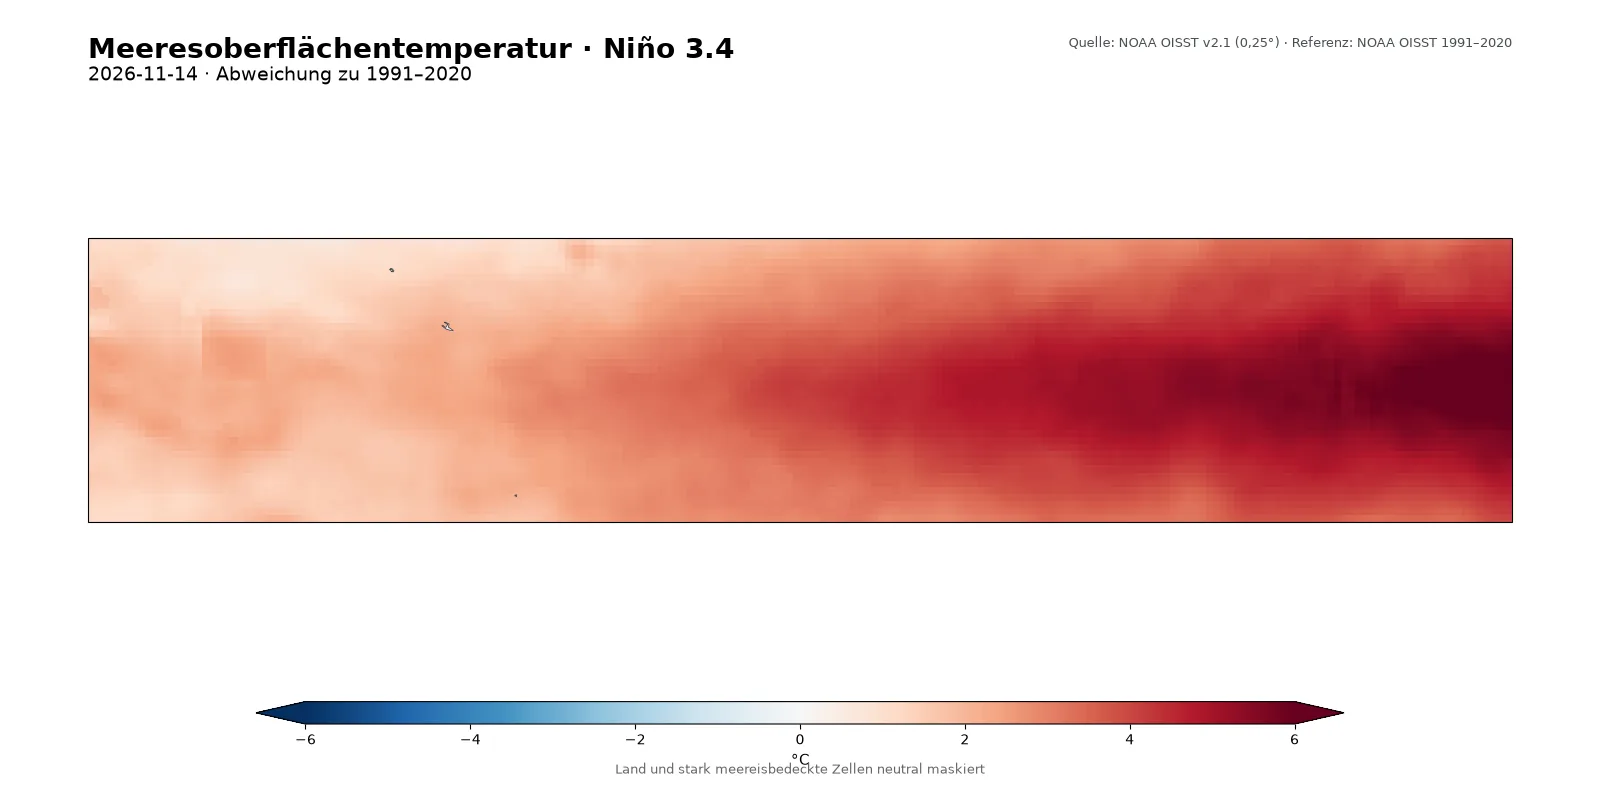 Meeresoberflächentemperatur · Niño 3.4
Quelle: NOAA OISST v2.1 (0,25°) · Referenz: NOAA OISST 1991–2020
2026-11-14 · Abweichung zu 1991–2020
−6 −4 −2 0 2 4 6
°C
Land und stark meereisbedeckte Zellen neutral maskiert